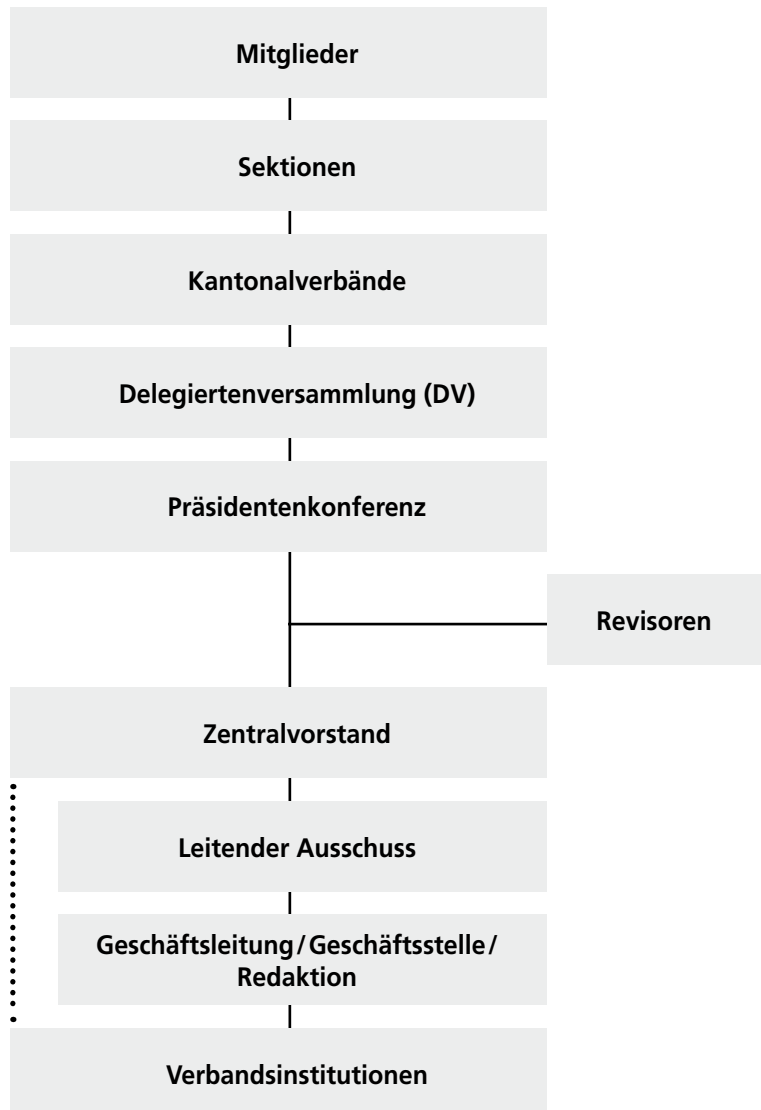 Mitglieder
Sektionen
Kantonalverbände
Delegiertenversammlung (DV)
Präsidentenkonferenz
Revisoren
Zentralvorstand
Leitender Ausschuss
Geschäftsleitung/Geschäftsstelle/
Redaktion
Verbandsinstitutionen